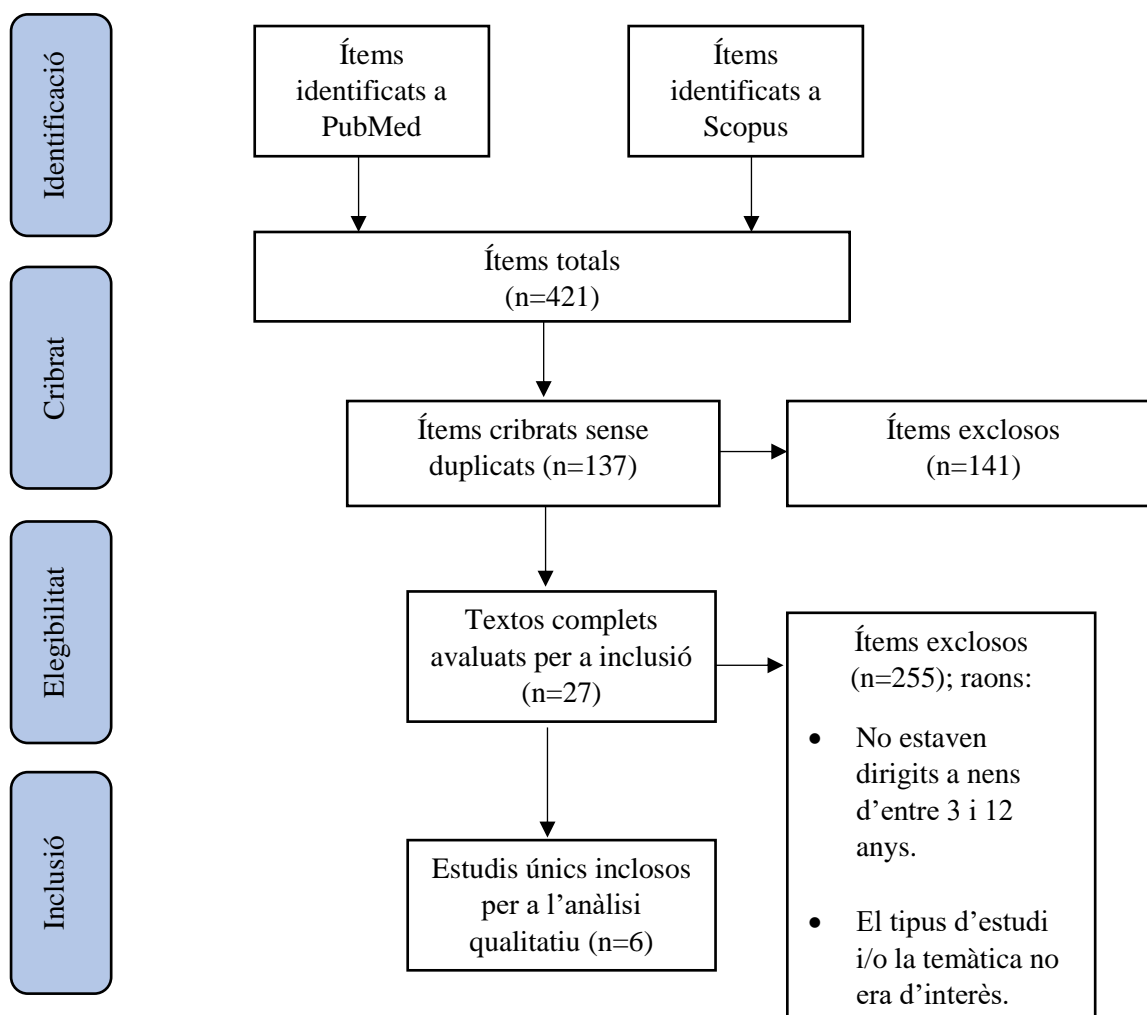 Identificació
Ítems
identificats a
PubMed
Ítems
identificats a
Scopus
Ítems totals
(n=421)
Cribrat
Ítems cribrats sense
duplicats (n=137)
Ítems exclosos
(n=141)
Elegibilitat
Textos complets
avaluats per a inclusió
(n=27)
Ítems exclosos
(n=255); raons:
• No estaven
dirigits a nens
d’entre 3 i 12
anys.
• El tipus d’estudi
i/o la temàtica no
era d’interès.
Inclusió
Estudis únics inclosos
per a l’anàlisi
qualitatiu (n=6)